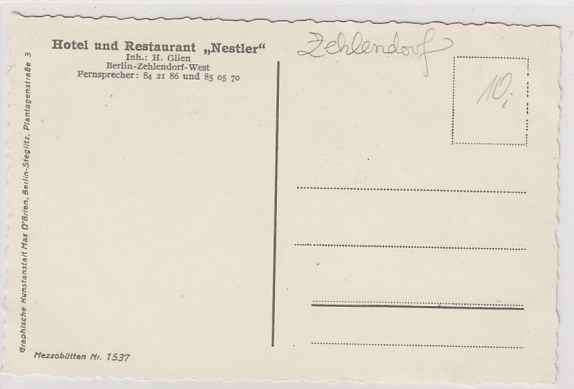 Hotel und Restaurant „Nestler“
Inh.: H. Glien
Berlin-Zehlendorf-West
Fernsprecher: 84 21 86 und 85 05 70
Zehlendorf
10,-
Graphische Kunstanstalt Max O'Brien, Berlin-Steglitz, Plantagenstraße 3
Mezzobütten Nr. 1537